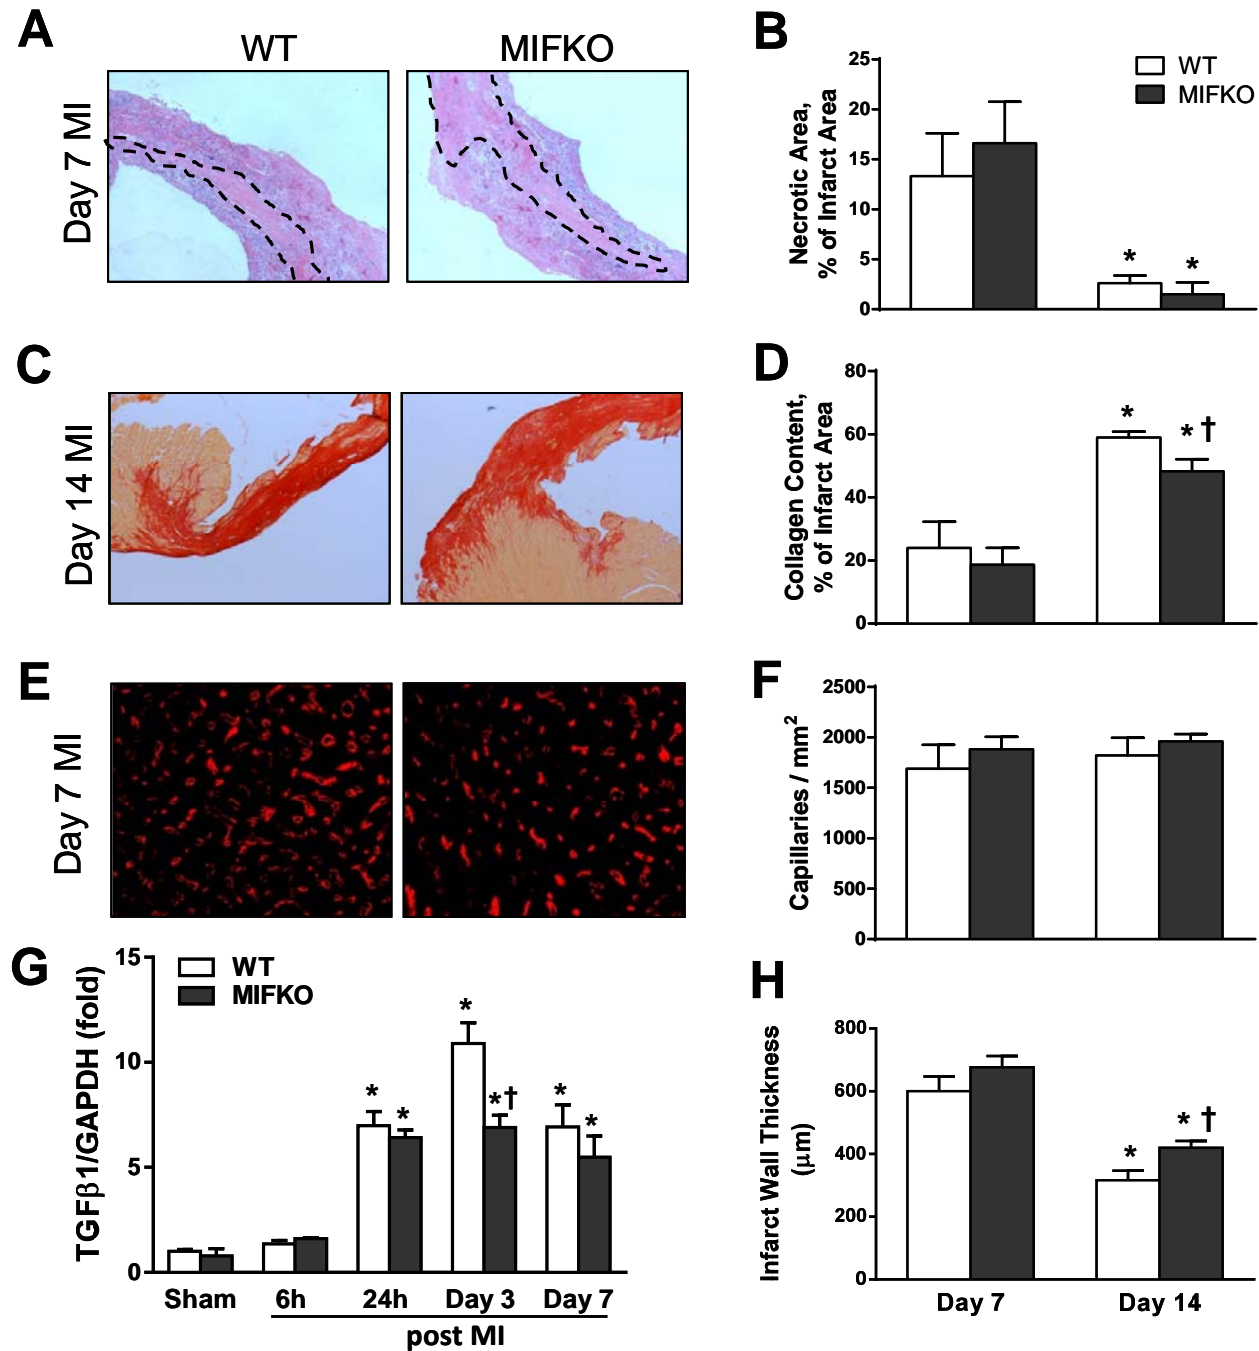 A
WT
MIFKO
Day 7 MI
B
Necrotic Area,
% of Infarct Area
25
20
15
10
5
0
WT
MIFKO
*
*
C
Day 14 MI
D
Collagen Content,
% of Infarct Area
80
60
40
20
0
*
*†
E
Day 7 MI
F
Capillaries / mm²
2500
2000
1500
1000
500
0
G
TGFβ1/GAPDH (fold)
15
10
5
0
WT
MIFKO
*
*
*
*†
*
*
Sham
6h
24h
Day 3
Day 7
post MI
H
Infarct Wall Thickness
(μm)
800
600
400
200
0
*
*†
Day 7
Day 14